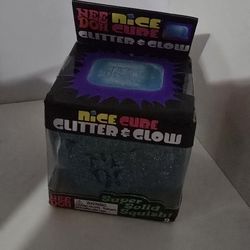 NEE DOH NiCE CUBE
GLITTER & GLOW
NiCE CUBE
GLITTER & GLOW
NEE DOH
Super Solid Squish!